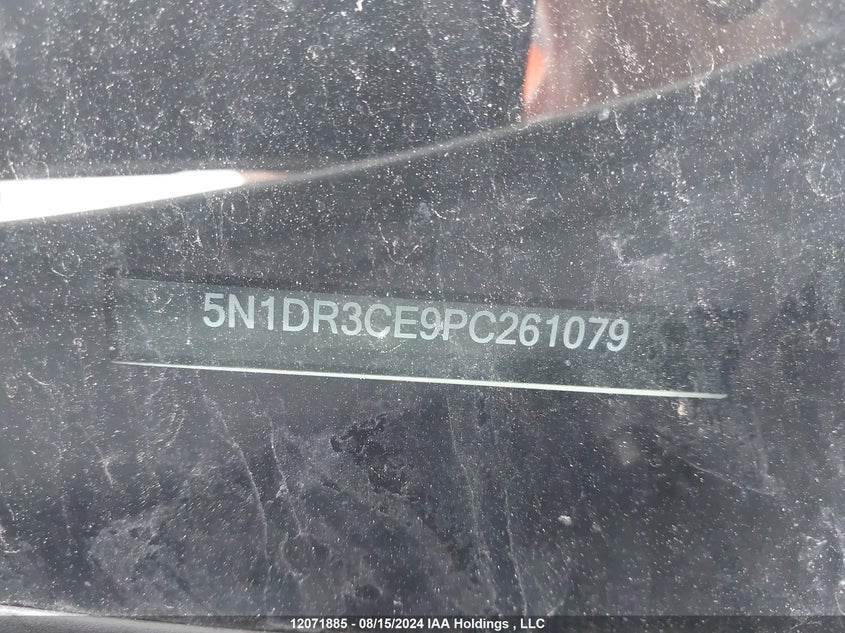 5N1DR3CE9PC261079
12071885 - 08/15/2024 IAA Holdings , LLC